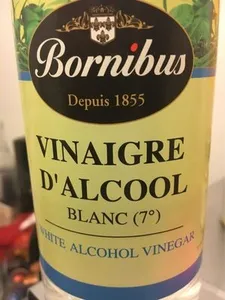 Bornibus
Depuis 1855
VINAIGRE
D'ALCOOL
BLANC (7°)
WHITE ALCOHOL VINEGAR